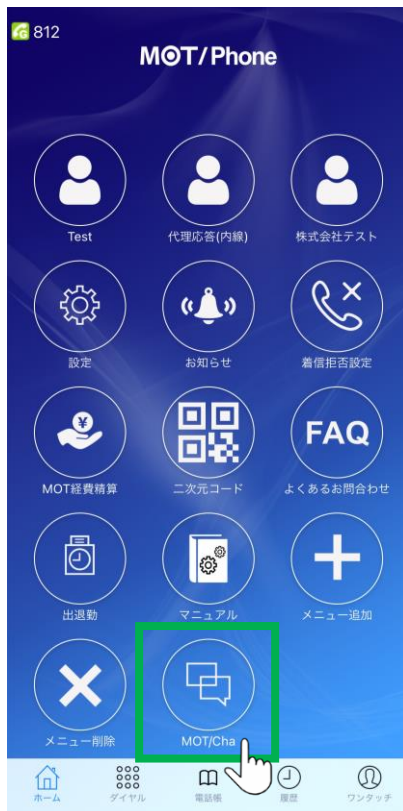 812
MOT/Phone
Test
代理応答(内線)
株式会社テスト
設定
お知らせ
着信拒否設定
MOT経費精算
二次元コード
FAQ
よくあるお問合わせ
出退勤
マニュアル
メニュー追加
メニュー削除
MOT/Cha
ホーム
ダイヤル
電話帳
履歴
ワンタッチ